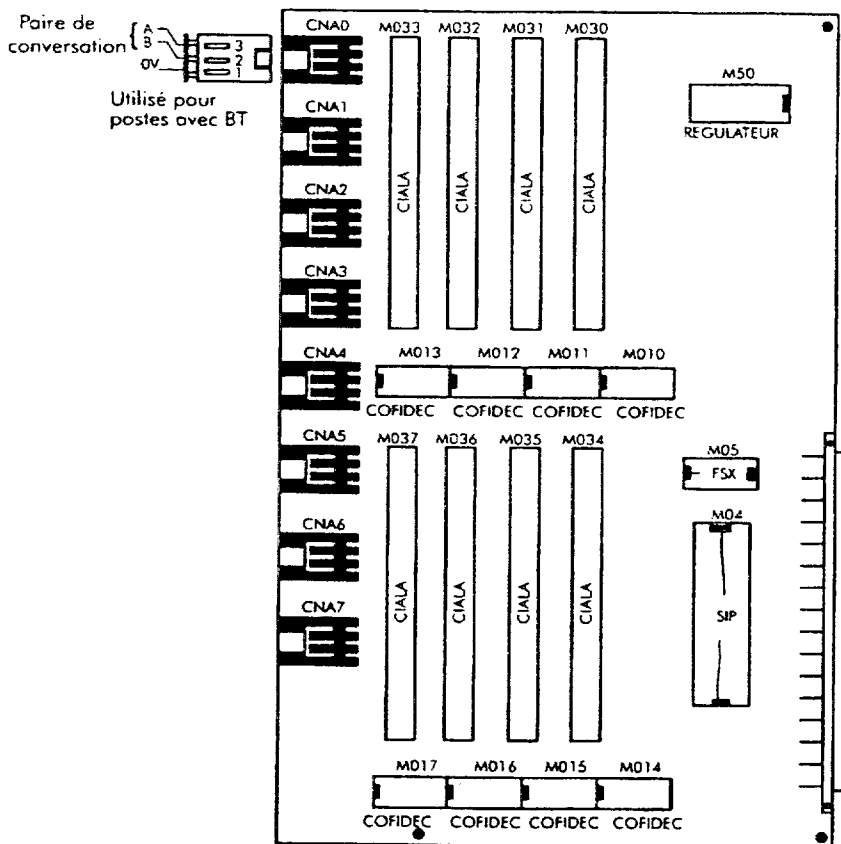 Paire de
conversation
A
B
0V
3
2
1
Utilisé pour
postes avec BT
CNA0
CNA1
CNA2
CNA3
CNA4
CNA5
CNA6
CNA7
M033 M032 M031 M030
CIALA CIALA CIALA CIALA
M50
REGULATEUR
M013 M012 M011 M010
COFIDEC COFIDEC COFIDEC COFIDEC
M037 M036 M035 M034
CIALA CIALA CIALA CIALA
M05
FSX
M04
SIP
M017 M016 M015 M014
COFIDEC COFIDEC COFIDEC COFIDEC